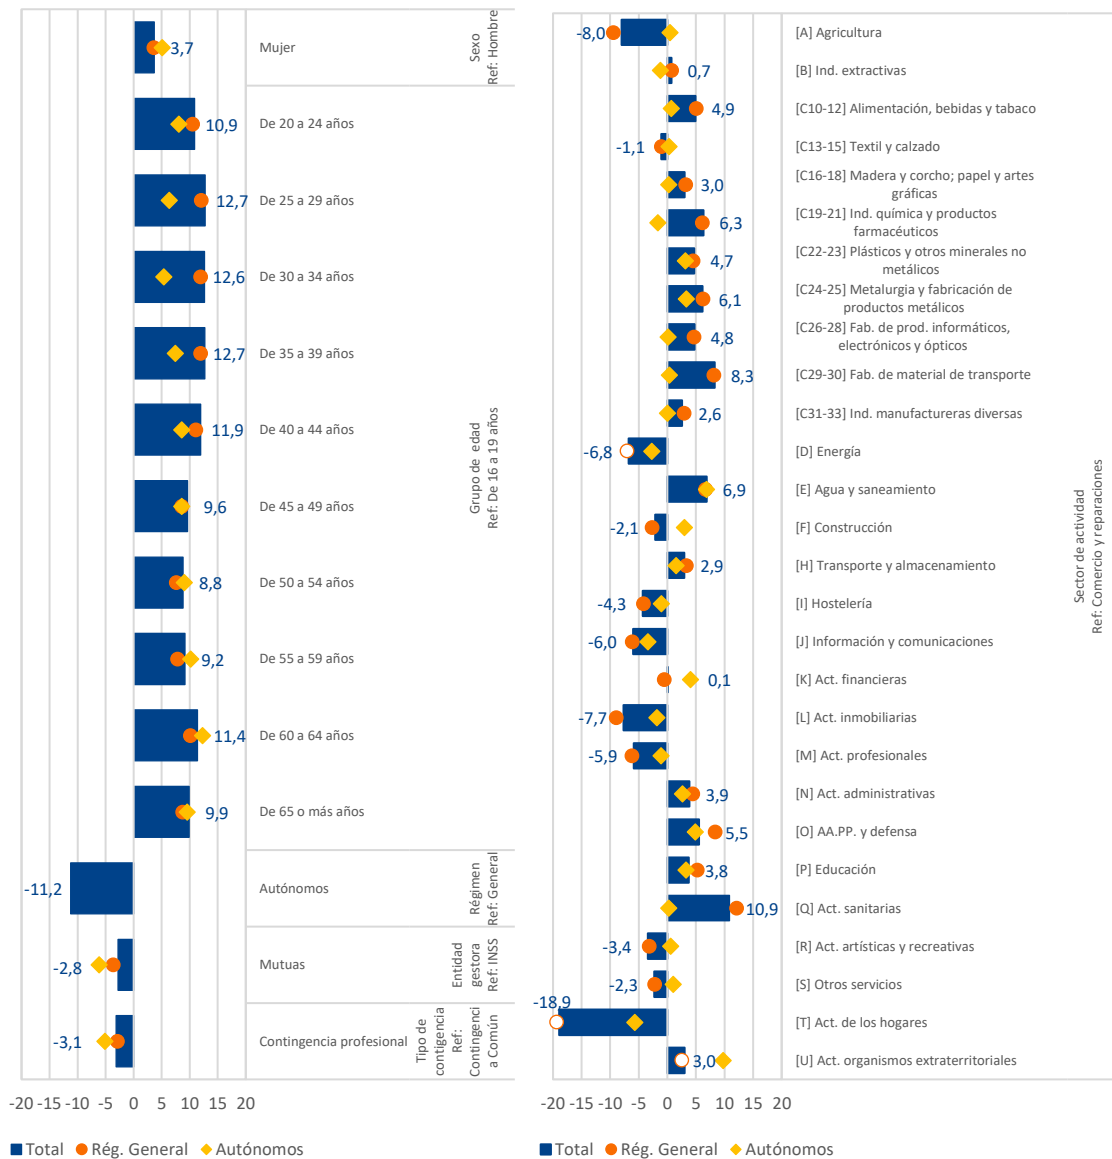 3,7
Mujer
Sexo
Ref: Hombre
10,9
De 20 a 24 años
12,7
De 25 a 29 años
12,6
De 30 a 34 años
12,7
De 35 a 39 años
11,9
De 40 a 44 años
9,6
De 45 a 49 años
8,8
De 50 a 54 años
9,2
De 55 a 59 años
11,4
De 60 a 64 años
9,9
De 65 o más años
Grupo de edad
Ref: De 16 a 19 años
-11,2
Autónomos
Régimen
Ref: General
-2,8
Mutuas
Entidad
gestora
Ref: INSS
-3,1
Contingencia profesional
Tipo de
contigencia
Ref:
Contingenci
a Común
-20 -15 -10 -5 0 5 10 15 20
Total Rég. General Autónomos
-8,0
[A] Agricultura
0,7
[B] Ind. extractivas
4,9
[C10-12] Alimentación, bebidas y tabaco
-1,1
[C13-15] Textil y calzado
3,0
[C16-18] Madera y corcho; papel y artes
gráficas
6,3
[C19-21] Ind. química y productos
farmacéuticos
4,7
[C22-23] Plásticos y otros minerales no
metálicos
6,1
[C24-25] Metalurgia y fabricación de
productos metálicos
4,8
[C26-28] Fab. de prod. informáticos,
electrónicos y ópticos
8,3
[C29-30] Fab. de material de transporte
2,6
[C31-33] Ind. manufactureras diversas
-6,8
[D] Energía
6,9
[E] Agua y saneamiento
-2,1
[F] Construcción
2,9
[H] Transporte y almacenamiento
-4,3
[I] Hostelería
-6,0
[J] Información y comunicaciones
0,1
[K] Act. financieras
-7,7
[L] Act. inmobiliarias
-5,9
[M] Act. profesionales
3,9
[N] Act. administrativas
5,5
[O] AA.PP. y defensa
3,8
[P] Educación
10,9
[Q] Act. sanitarias
-3,4
[R] Act. artísticas y recreativas
-2,3
[S] Otros servicios
-18,9
[T] Act. de los hogares
3,0
[U] Act. organismos extraterritoriales
Sector de actividad
Ref: Comercio y reparaciones
-20 -15 -10 -5 0 5 10 15 20
Total Rég. General Autónomos